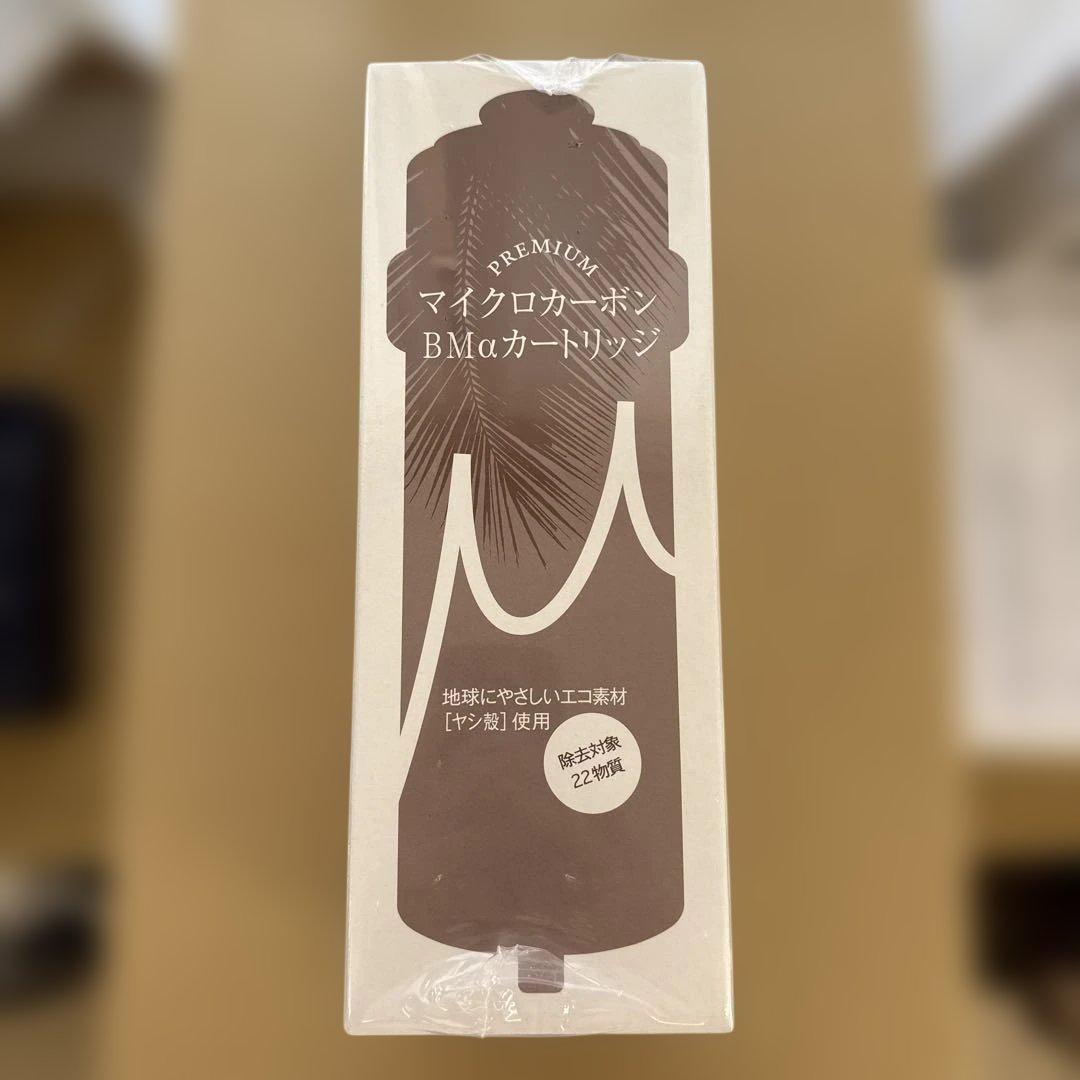 PREMIUM
マイクロカーボン
BMαカートリッジ
μ
地球にやさしいエコ素材
[ヤシ殻]使用
除去対象
22物質